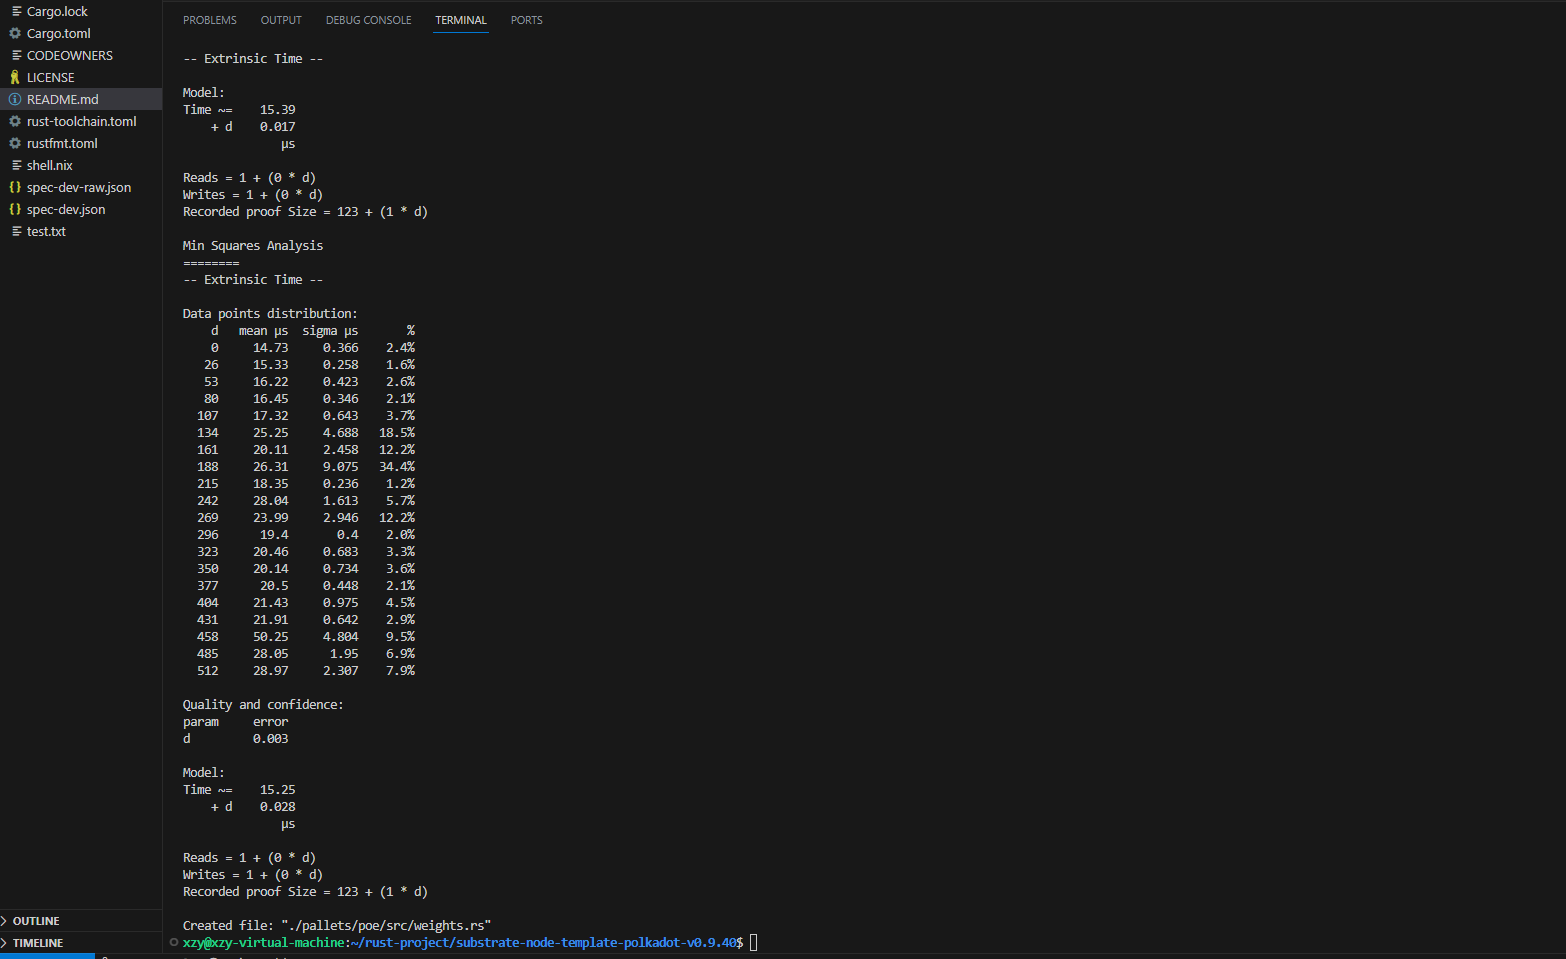 Cargo.lock
Cargo.toml
CODEOWNERS
LICENSE
README.md
rust-toolchain.toml
rustfmt.toml
shell.nix
spec-dev-raw.json
spec-dev.json
test.txt
OUTLINE
TIMELINE
PROBLEMS OUTPUT DEBUG CONSOLE TERMINAL PORTS
-- Extrinsic Time --
Model:
Time ~= 15.39
+ d 0.017
µs
Reads = 1 + (0 * d)
Writes = 1 + (0 * d)
Recorded proof Size = 123 + (1 * d)
Min Squares Analysis
========
-- Extrinsic Time --
Data points distribution:
d mean µs sigma µs %
0 14.73 0.366 2.4%
26 15.33 0.258 1.6%
53 16.22 0.423 2.6%
80 16.45 0.346 2.1%
107 17.32 0.643 3.7%
134 25.25 4.688 18.5%
161 20.11 2.458 12.2%
188 26.31 9.075 34.4%
215 18.35 0.236 1.2%
242 28.04 1.613 5.7%
269 23.99 2.946 12.2%
296 19.4 0.4 2.0%
323 20.46 0.683 3.3%
350 20.14 0.734 3.6%
377 20.5 0.448 2.1%
404 21.43 0.975 4.5%
431 21.91 0.642 2.9%
458 50.25 4.804 9.5%
485 28.05 1.95 6.9%
512 28.97 2.307 7.9%
Quality and confidence:
param error
d 0.003
Model:
Time ~= 15.25
+ d 0.028
µs
Reads = 1 + (0 * d)
Writes = 1 + (0 * d)
Recorded proof Size = 123 + (1 * d)
Created file: "./pallets/poe/src/weights.rs"
xzy@xzy-virtual-machine:~/rust-project/substrate-node-template-polkadot-v0.9.40$